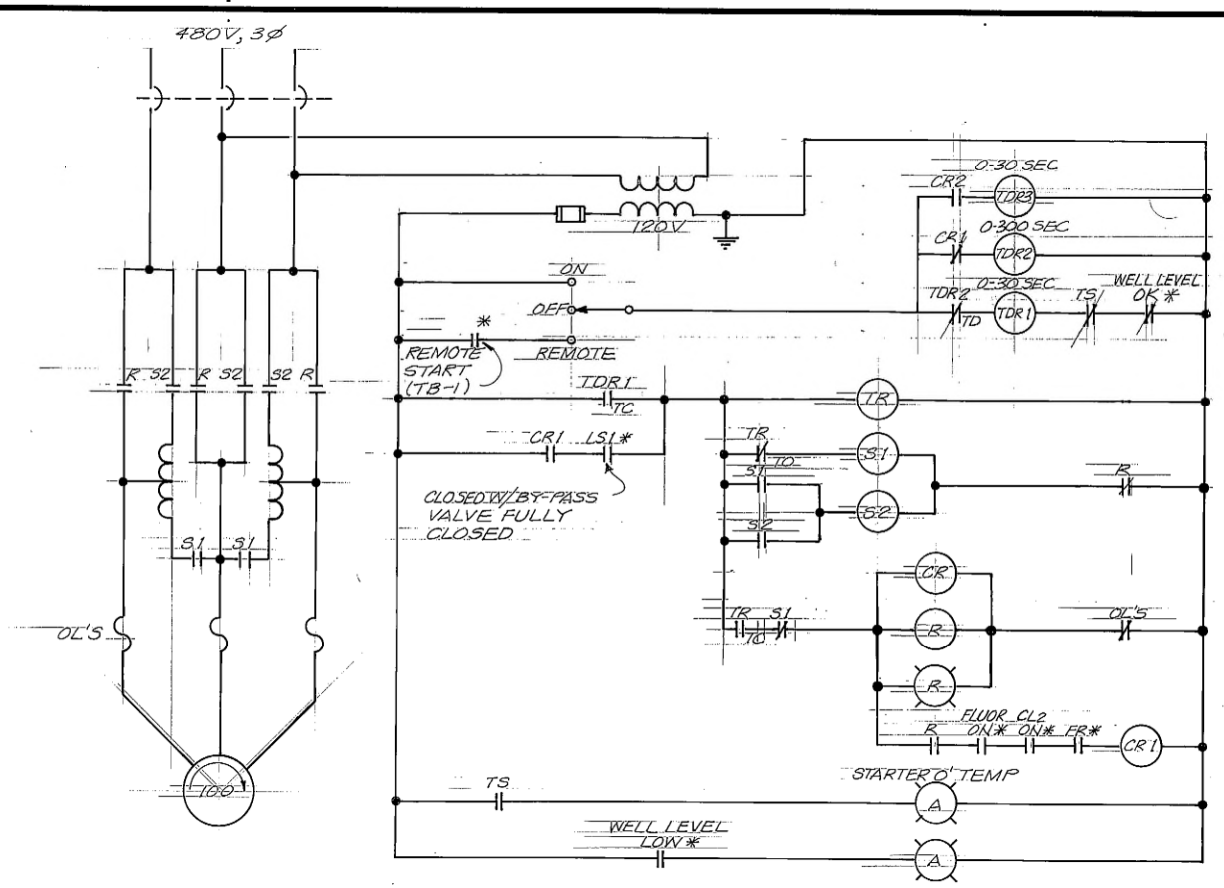 480V, 3Ø
0-30 SEC
CR2
TDR3
120V
0-300 SEC
CR1
TDR2
ON
0-30 SEC
WELL LEVEL
OK *
TDR2
TD
TDR1
TS
OFF
*
REMOTE
START
(TB-1)
REMOTE
R S2 R S2 S2 R
TDR1
TC
TR
CR1 LS1*
TR
TO
S1
S1
R
CLOSED W/BY-PASS
VALVE FULLY
CLOSED
S2
S2
S1 S1
CR
OL'S
TR
TC
S1
R
OL'S
R
FLUOR CL2
R ON* ON* FR*
CR1
100
STARTER O'TEMP
TS
A
WELL LEVEL
LOW *
A